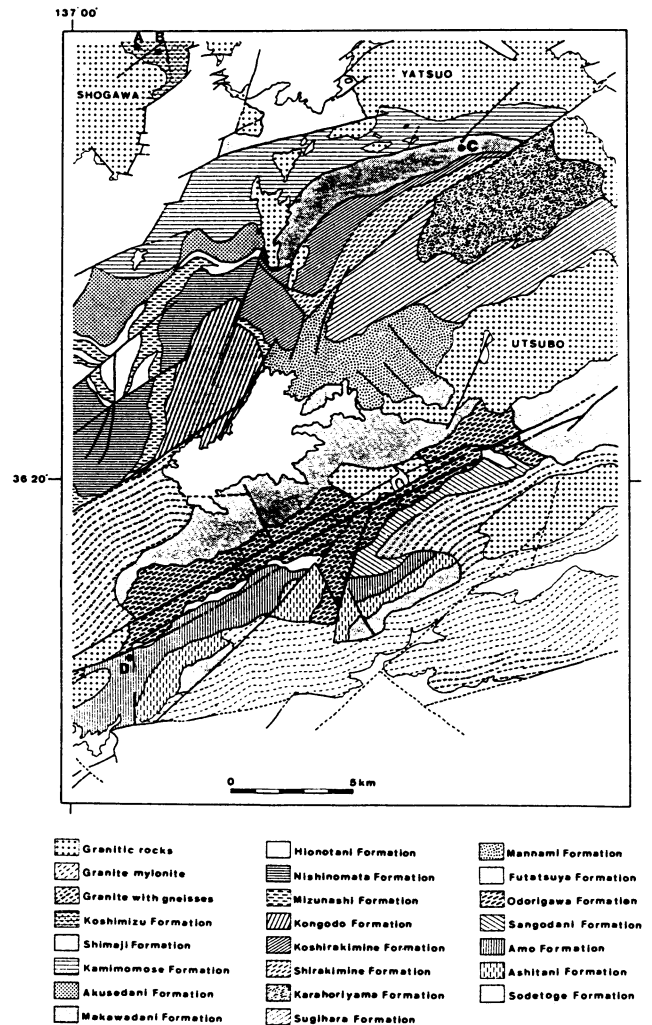 137°00'
A B
SHOGAWA
YATSUO
C
UTSUBO
36°20'
D
0 5km
Granitic rocks
Granite mylonite
Granite with gneisses
Koshimizu Formation
Shimaji Formation
Kamimomose Formation
Akusedani Formation
Makawadani Formation
Hionotani Formation
Nishinomata Formation
Mizunashi Formation
Kongodo Formation
Koshirakimine Formation
Shirakimine Formation
Karahoriyama Formation
Sugihara Formation
Mannami Formation
Futatsuya Formation
Odorigawa Formation
Sangodani Formation
Amo Formation
Ashitani Formation
Sodetoge Formation